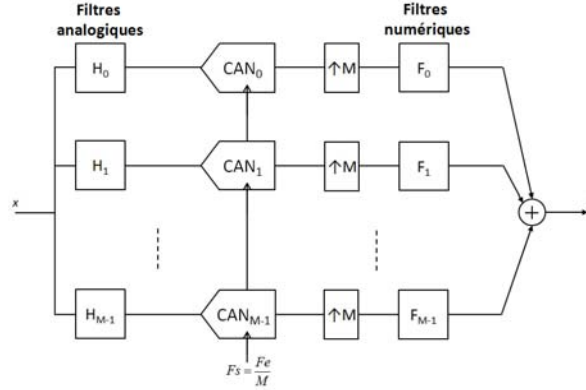 Filtres analogiques
Filtres numériques
H0 CAN0 ↑M F0
H1 CAN1 ↑M F1
x
+
HM-1 CANM-1 ↑M FM-1
Fs = Fe/M